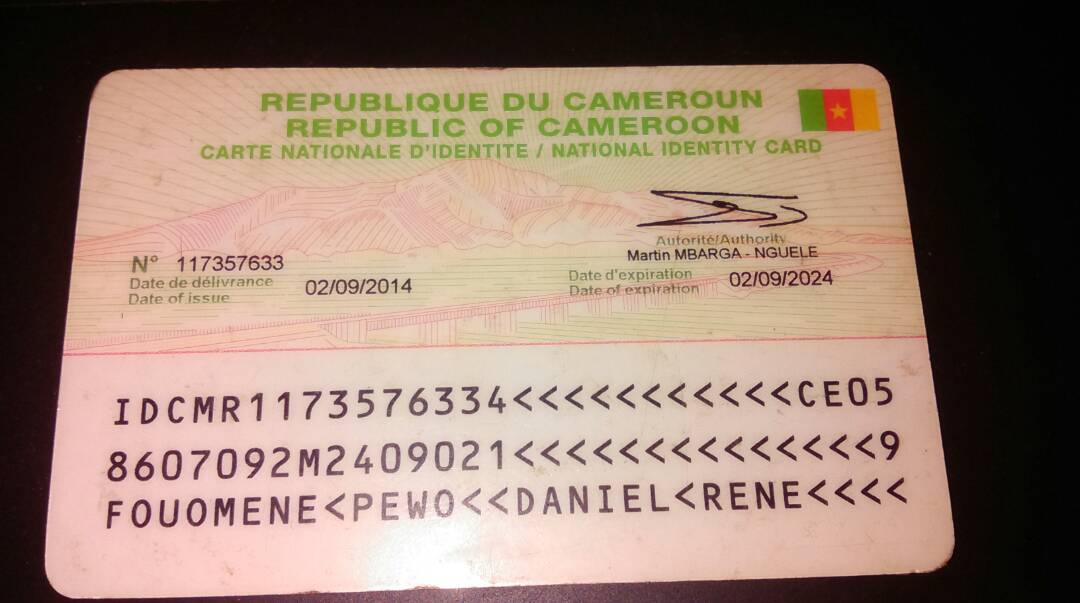 REPUBLIQUE DU CAMEROUN
REPUBLIC OF CAMEROON
CARTE NATIONALE D'IDENTITE / NATIONAL IDENTITY CARD
Autorité/Authority
Martin MBARGA - NGUELE
N° 117357633
Date de délivrance
Date of issue
02/09/2014
Date d'expiration
Date of expiration
02/09/2024
IDCMR1173576334<<<<<<<<<<<CE05
8607092M2409021<<<<<<<<<<<<<<9
FOUOMENE<PEWO<<DANIEL<RENE<<<<